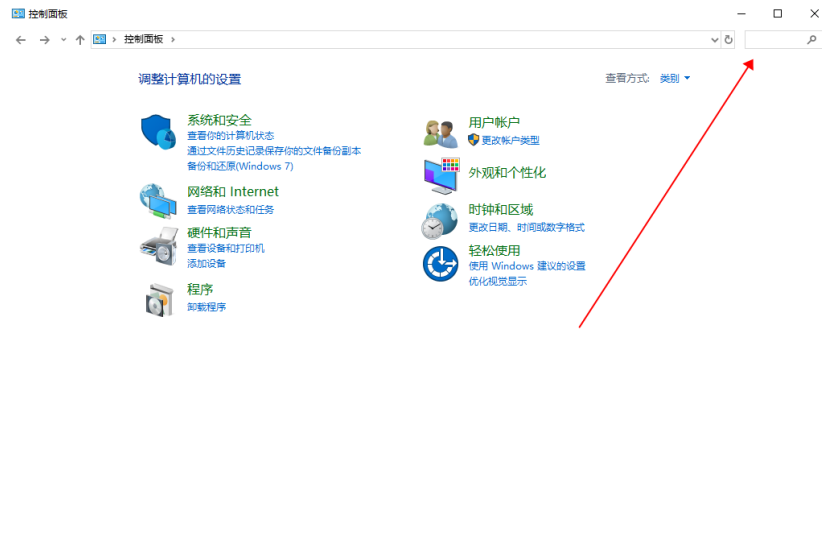 控制面板
控制面板
调整计算机的设置
查看方式: 类别
系统和安全
查看你的计算机状态
通过文件历史记录保存你的文件备份副本
备份和还原(Windows 7)
网络和 Internet
查看网络状态和任务
硬件和声音
查看设备和打印机
添加设备
程序
卸载程序
用户帐户
更改帐户类型
外观和个性化
时钟和区域
更改日期、时间或数字格式
轻松使用
使用 Windows 建议的设置
优化视觉显示